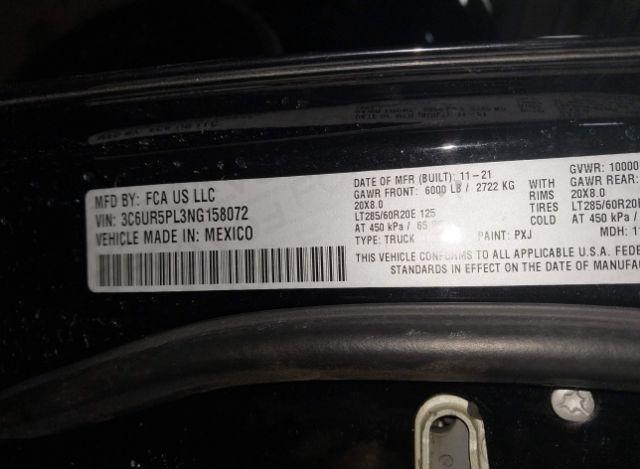 MFD BY: FCA US LLC
VIN: 3C6UR5PL3NG158072
VEHICLE MADE IN: MEXICO
DATE OF MFR (BUILT): 11-21
GAWR FRONT: 6000 LB / 2722 KG
20X8.0
LT285/60R20E 125
AT 450 KPA / 65
TYPE: TRUCK
PAINT: PXJ
WITH
RIMS
TIRES
COLD
GVWR: 10000
GAWR REAR:
20X8.0
LT285/60R20E
AT 450 KPA
MDH: 11
THIS VEHICLE CONFORMS TO ALL APPLICABLE U.S.A. FEDE
STANDARDS IN EFFECT ON THE DATE OF MANUFA